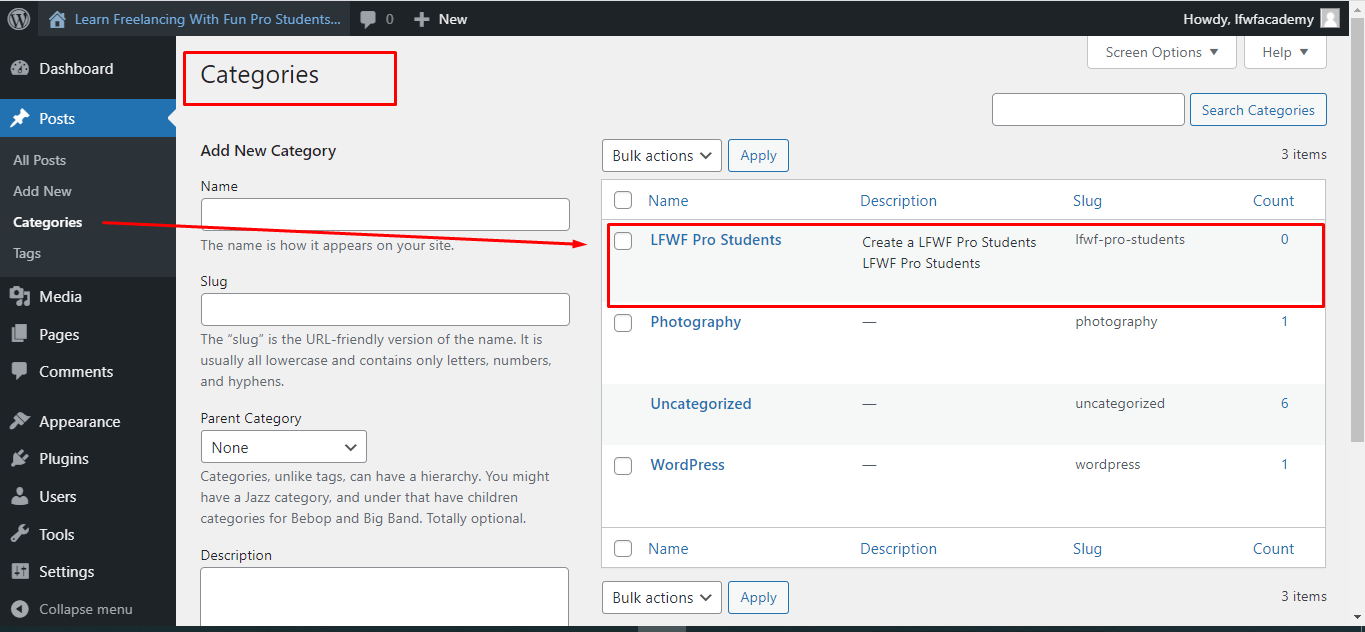 Learn Freelancing With Fun Pro Students...
0
New
Howdy, lfwfacademy
Dashboard
Posts
All Posts
Add New
Categories
Tags
Media
Pages
Comments
Appearance
Plugins
Users
Tools
Settings
Collapse menu
Categories
Screen Options
Help
Search Categories
Add New Category
Name
The name is how it appears on your site.
Slug
The “slug” is the URL-friendly version of the name. It is
usually all lowercase and contains only letters, numbers,
and hyphens.
Parent Category
None
Categories, unlike tags, can have a hierarchy. You might
have a Jazz category, and under that have children
categories for Bebop and Big Band. Totally optional.
Description
Bulk actions
Apply
3 items
Name Description Slug Count
LFWF Pro Students Create a LFWF Pro Students lfwf-pro-students 0
LFWF Pro Students
Photography — photography 1
Uncategorized — uncategorized 6
WordPress — wordpress 1
Name Description Slug Count
Bulk actions
Apply
3 items